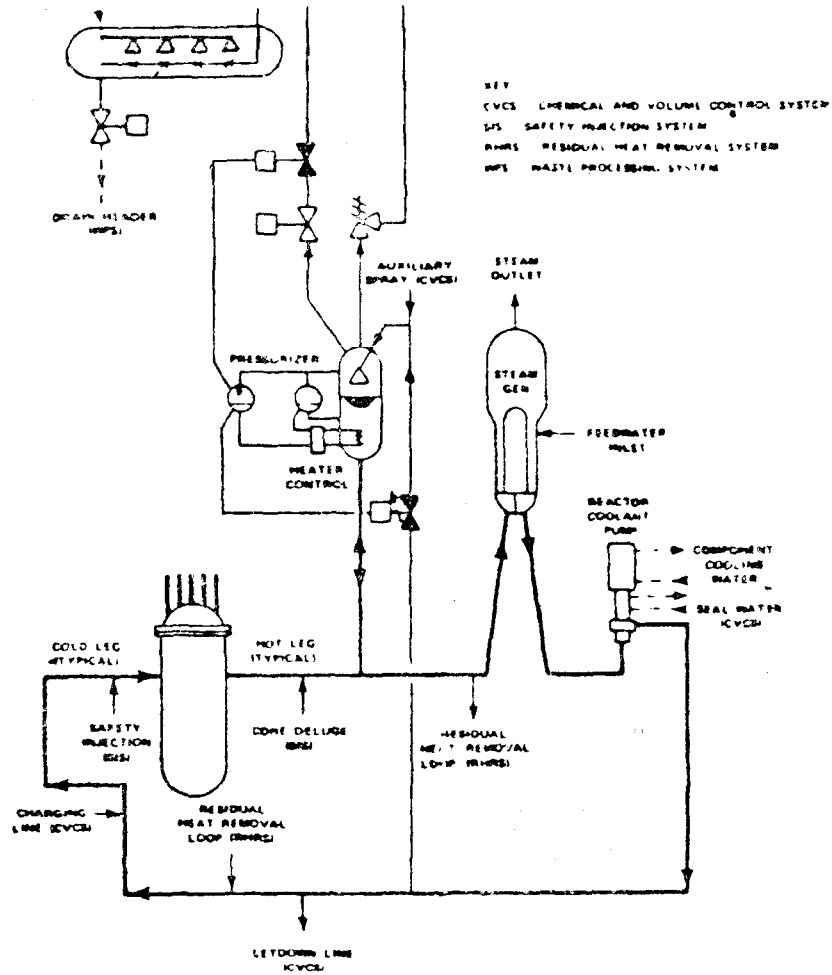 KEY
CVCS CHEMICAL AND VOLUME CONTROL SYSTEM
SIS SAFETY INJECTION SYSTEM
RHRS RESIDUAL HEAT REMOVAL SYSTEM
WPS WASTE PROCESSING SYSTEM
DRAIN HEADER
(WPS)
AUXILIARY
SPRAY (CVCS)
STEAM
OUTLET
PRESSURIZER
STEAM
GEN
FEEDWATER
INLET
HEATER
CONTROL
REACTOR
COOLANT
PUMP
COMPONENT
COOLING
WATER
SEAL WATER
(CVCS)
COLD LEG
(TYPICAL)
HOT LEG
(TYPICAL)
SAFETY
INJECTION
(SIS)
CORE DELUGE
(SIS)
RESIDUAL
HEAT REMOVAL
LOOP (RHRS)
CHARGING
LINE (CVCS)
RESIDUAL
HEAT REMOVAL
LOOP (RHRS)
LETDOWN LINE
(CVCS)